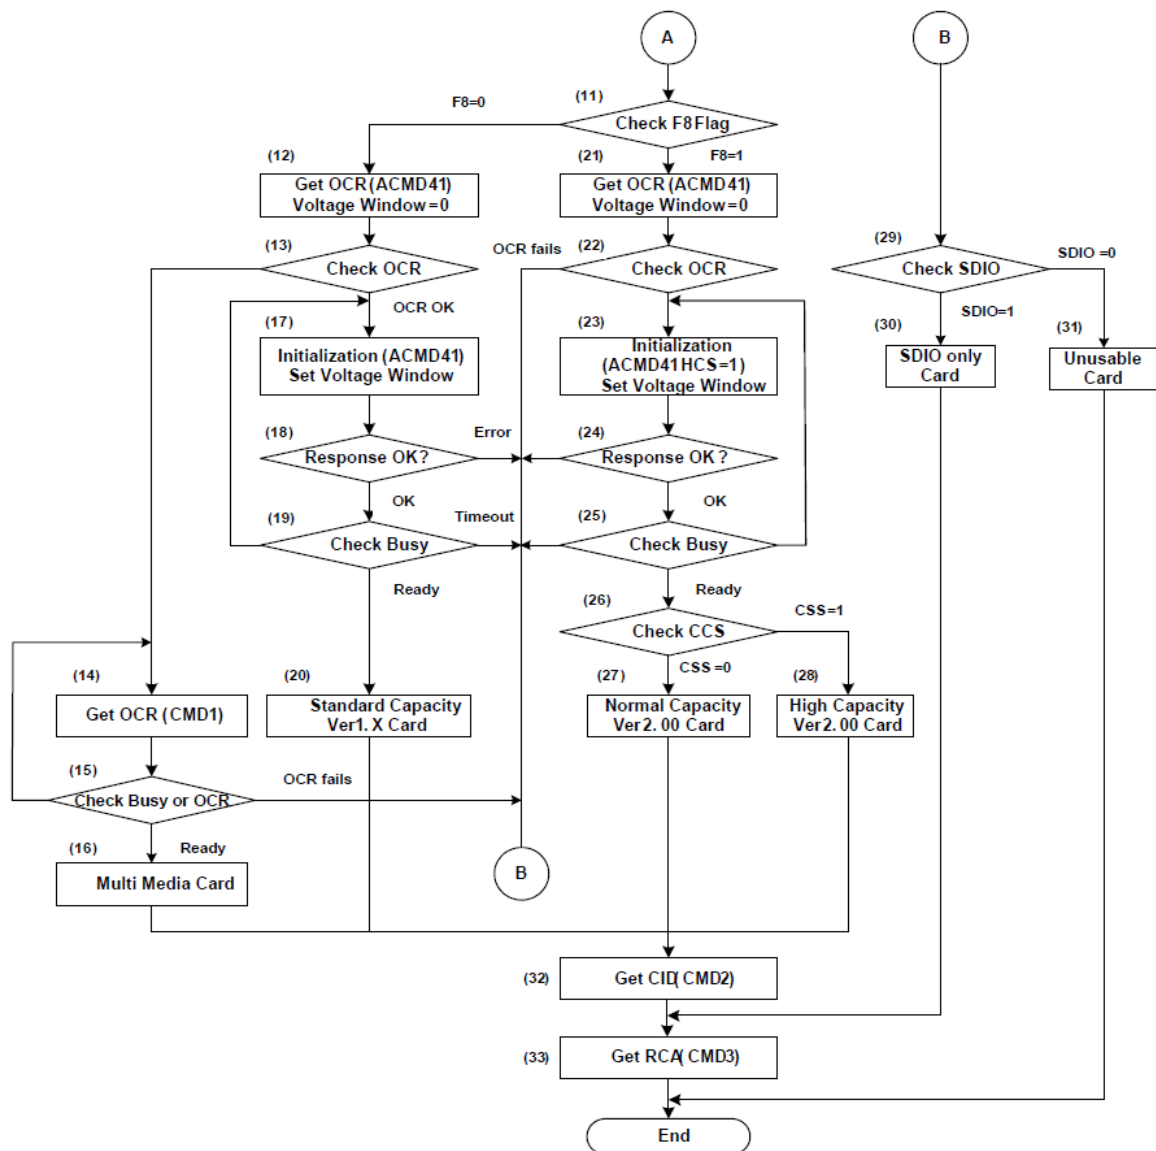 A
B
F8=0
(11)
Check F8 Flag
(12)
(21)
F8=1
Get OCR (ACMD41)
Voltage Window=0
Get OCR (ACMD41)
Voltage Window=0
(13)
OCR fails
(22)
(29)
SDIO =0
Check OCR
Check OCR
Check SDIO
OCR OK
SDIO=1
(17)
(23)
(30)
(31)
Initialization (ACMD41)
Set Voltage Window
Initialization
(ACMD41 HCS=1)
Set Voltage Window
SDIO only
Card
Unusable
Card
(18)
Error
(24)
Response OK?
Response OK?
OK
OK
(19)
Timeout
(25)
Check Busy
Check Busy
Ready
Ready
(26)
CSS=1
Check CCS
(14)
(20)
CSS =0
(27)
(28)
Get OCR (CMD1)
Standard Capacity
Ver1. X Card
Normal Capacity
Ver2. 00 Card
High Capacity
Ver2. 00 Card
(15)
OCR fails
Check Busy or OCR
(16)
Ready
Multi Media Card
B
(32)
Get CID(CMD2)
(33)
Get RCA(CMD3)
End